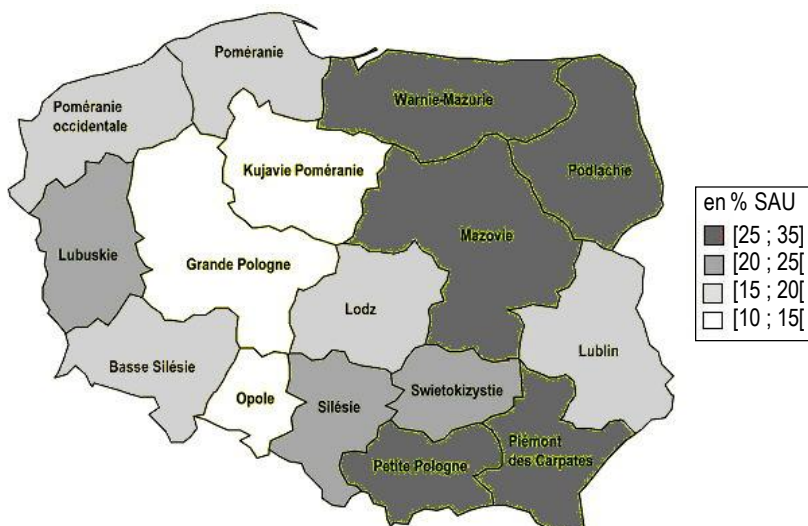 Poméranie
Poméranie
occidentale
Warnie-Mazurie
Kujavie Poméranie
Podlachie
Mazovie
Lubuskie
Grande Pologne
Lodz
Lublin
Basse Silésie
Opole
Silésie
Swietokizystie
Petite Pologne
Piémont
des Carpates
en % SAU
[25 ; 35]
[20 ; 25[
[15 ; 20[
[10 ; 15[